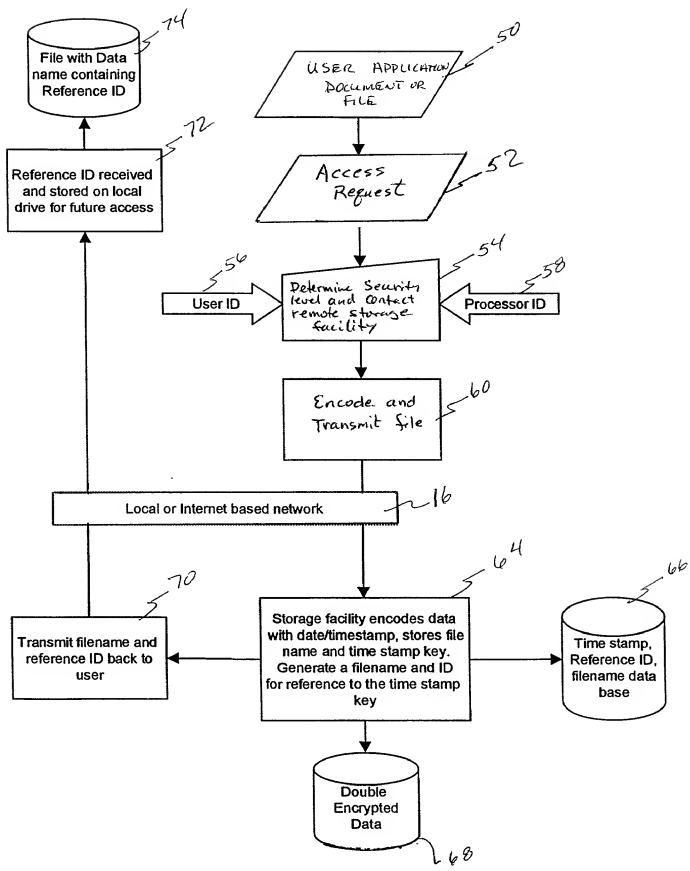 74
File with Data
name containing
Reference ID
72
Reference ID received
and stored on local
drive for future access
50
USER APPLICATION
DOCUMENT OR
FILE
52
Access
Request
54
56
User ID
Determine Security
level and contact
remote storage
facility
58
Processor ID
60
Encode and
Transmit file
Local or Internet based network
16
64
Storage facility encodes data
with date/timestamp, stores file
name and time stamp key.
Generate a filename and ID
for reference to the time stamp
key
66
Time stamp,
Reference ID,
filename data
base
70
Transmit filename and
reference ID back to
user
Double
Encrypted
Data
68